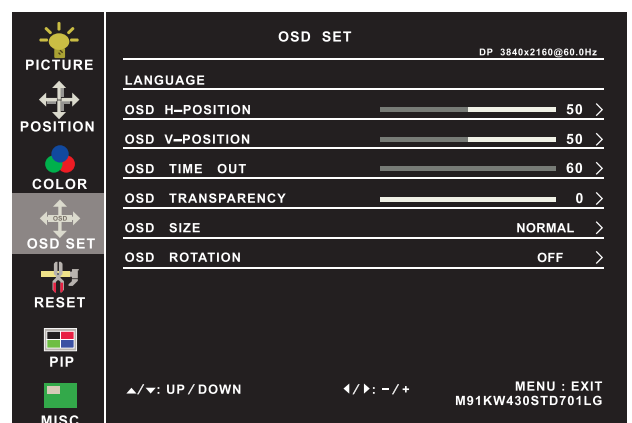 PICTURE
POSITION
COLOR
OSD
OSD SET
RESET
PIP
MISC
OSD SET
DP 3840x2160@60.0Hz
LANGUAGE
OSD H–POSITION 50 >
OSD V–POSITION 50 >
OSD TIME OUT 60 >
OSD TRANSPARENCY 0 >
OSD SIZE NORMAL >
OSD ROTATION OFF >
▲/▼: UP/DOWN ◀/▶: -/+ MENU : EXIT
M91KW430STD701LG